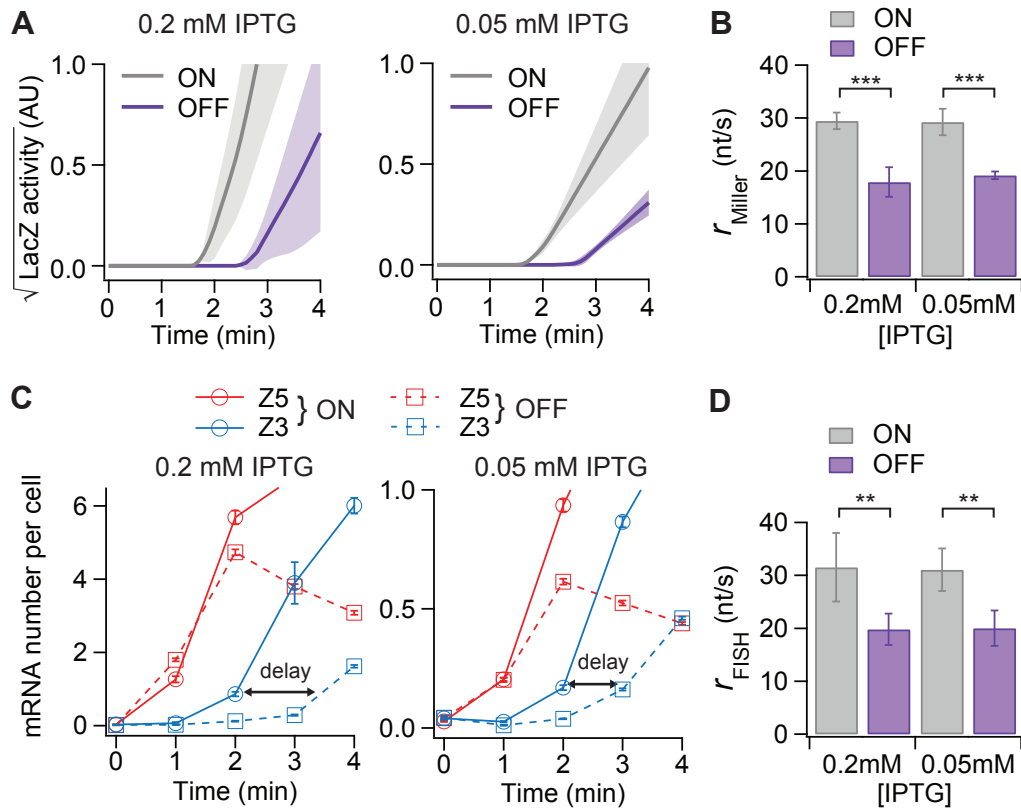 A
0.2 mM IPTG
0.05 mM IPTG
√LacZ activity (AU)
1.0
0.5
0.0
ON
OFF
0 1 2 3 4
Time (min)
1.0
0.5
0.0
ON
OFF
0 1 2 3 4
Time (min)
B
ON
OFF
*** ***
rMiller (nt/s)
40
30
20
10
0
0.2mM 0.05mM
[IPTG]
C
Z5
Z3
} ON
Z5
Z3
} OFF
0.2 mM IPTG
0.05 mM IPTG
mRNA number per cell
6
4
2
0
delay
0 1 2 3 4
Time (min)
1.0
0.5
0.0
delay
0 1 2 3 4
Time (min)
D
ON
OFF
** **
rFISH (nt/s)
40
30
20
10
0
0.2mM 0.05mM
[IPTG]